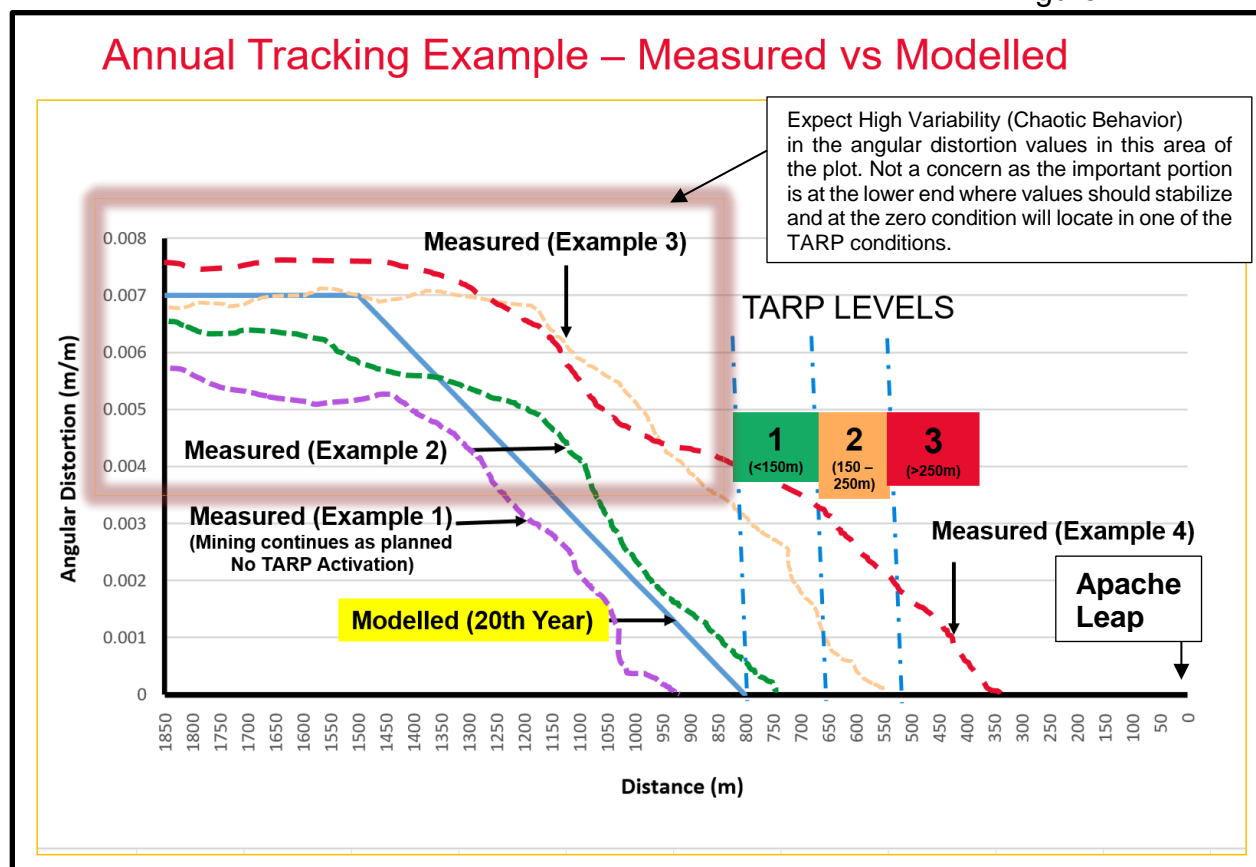 Annual Tracking Example – Measured vs Modelled
Expect High Variability (Chaotic Behavior)
in the angular distortion values in this area of
the plot. Not a concern as the important portion
is at the lower end where values should stabilize
and at the zero condition will locate in one of the
TARP conditions.
0.008
0.007
0.006
0.005
0.004
0.003
0.002
0.001
0
Angular Distortion (m/m)
Measured (Example 3)
TARP LEVELS
1
(<150m)
2
(150 –
250m)
3
(>250m)
Measured (Example 2)
Measured (Example 1)
(Mining continues as planned
No TARP Activation)
Measured (Example 4)
Modelled (20th Year)
Apache
Leap
1850
1800
1750
1700
1650
1600
1550
1500
1450
1400
1350
1300
1250
1200
1150
1100
1050
1000
950
900
850
800
750
700
650
600
550
500
450
400
350
300
250
200
150
100
50
0
Distance (m)